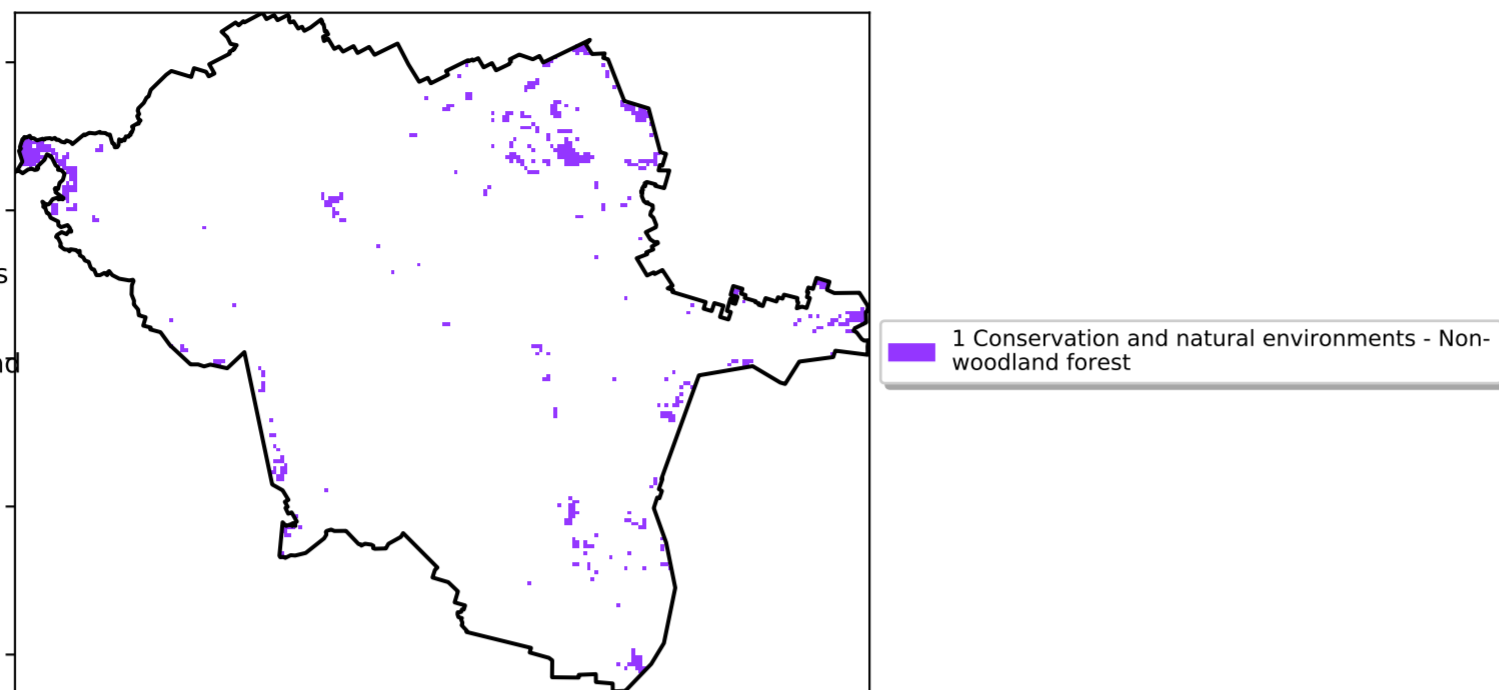 1 Conservation and natural environments - Non-
woodland forest